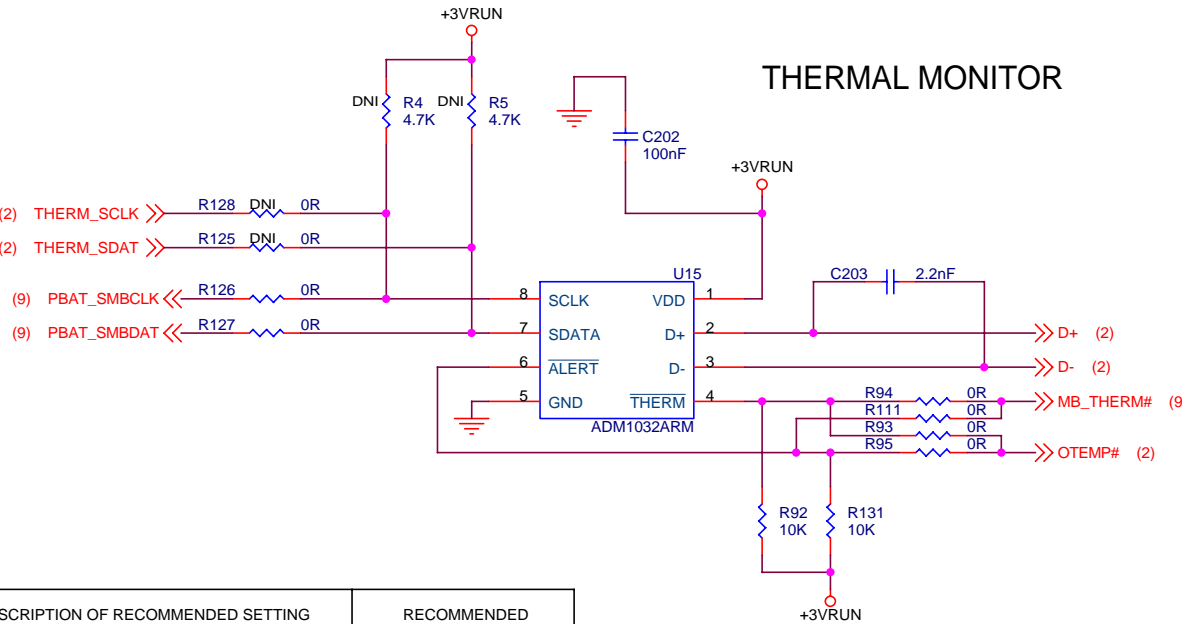 +3VRUN
THERMAL MONITOR
DNI R4 DNI R5
4.7K 4.7K
C202
100nF
+3VRUN
(2) THERM_SCLK R128 DNI 0R
(2) THERM_SDAT R125 DNI 0R
U15
C203 2.2nF
(9) PBAT_SMBCLK R126 0R 8 SCLK VDD 1
(9) PBAT_SMBDAT R127 0R 7 SDATA D+ 2 D+ (2)
6 ALERT D- 3 D- (2)
5 GND THERM 4 R94 0R MB_THERM# (9
R111 0R
ADM1032ARM
R93 0R
R95 0R OTEMP# (2)
R92 R131
10K 10K
SCRIPTION OF RECOMMENDED SETTING RECOMMENDED
+3VRUN